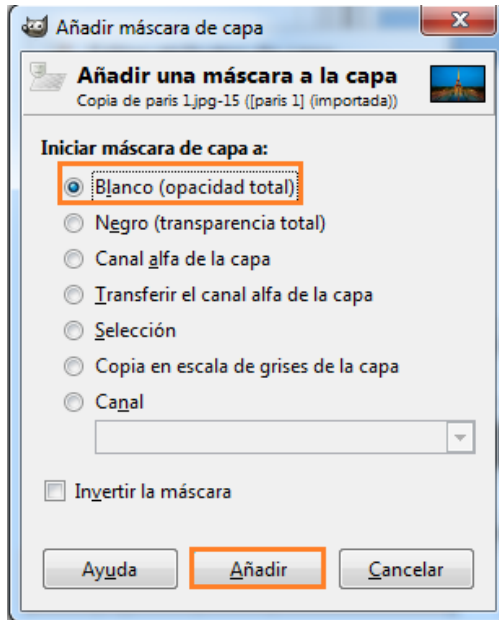 Añadir máscara de capa
x
Añadir una máscara a la capa
Copia de paris 1.jpg-15 ([paris 1] (importada))
Iniciar máscara de capa a:
Blanco (opacidad total)
Negro (transparencia total)
Canal alfa de la capa
Transferir el canal alfa de la capa
Selección
Copia en escala de grises de la capa
Canal
Invertir la máscara
Ayuda Añadir Cancelar